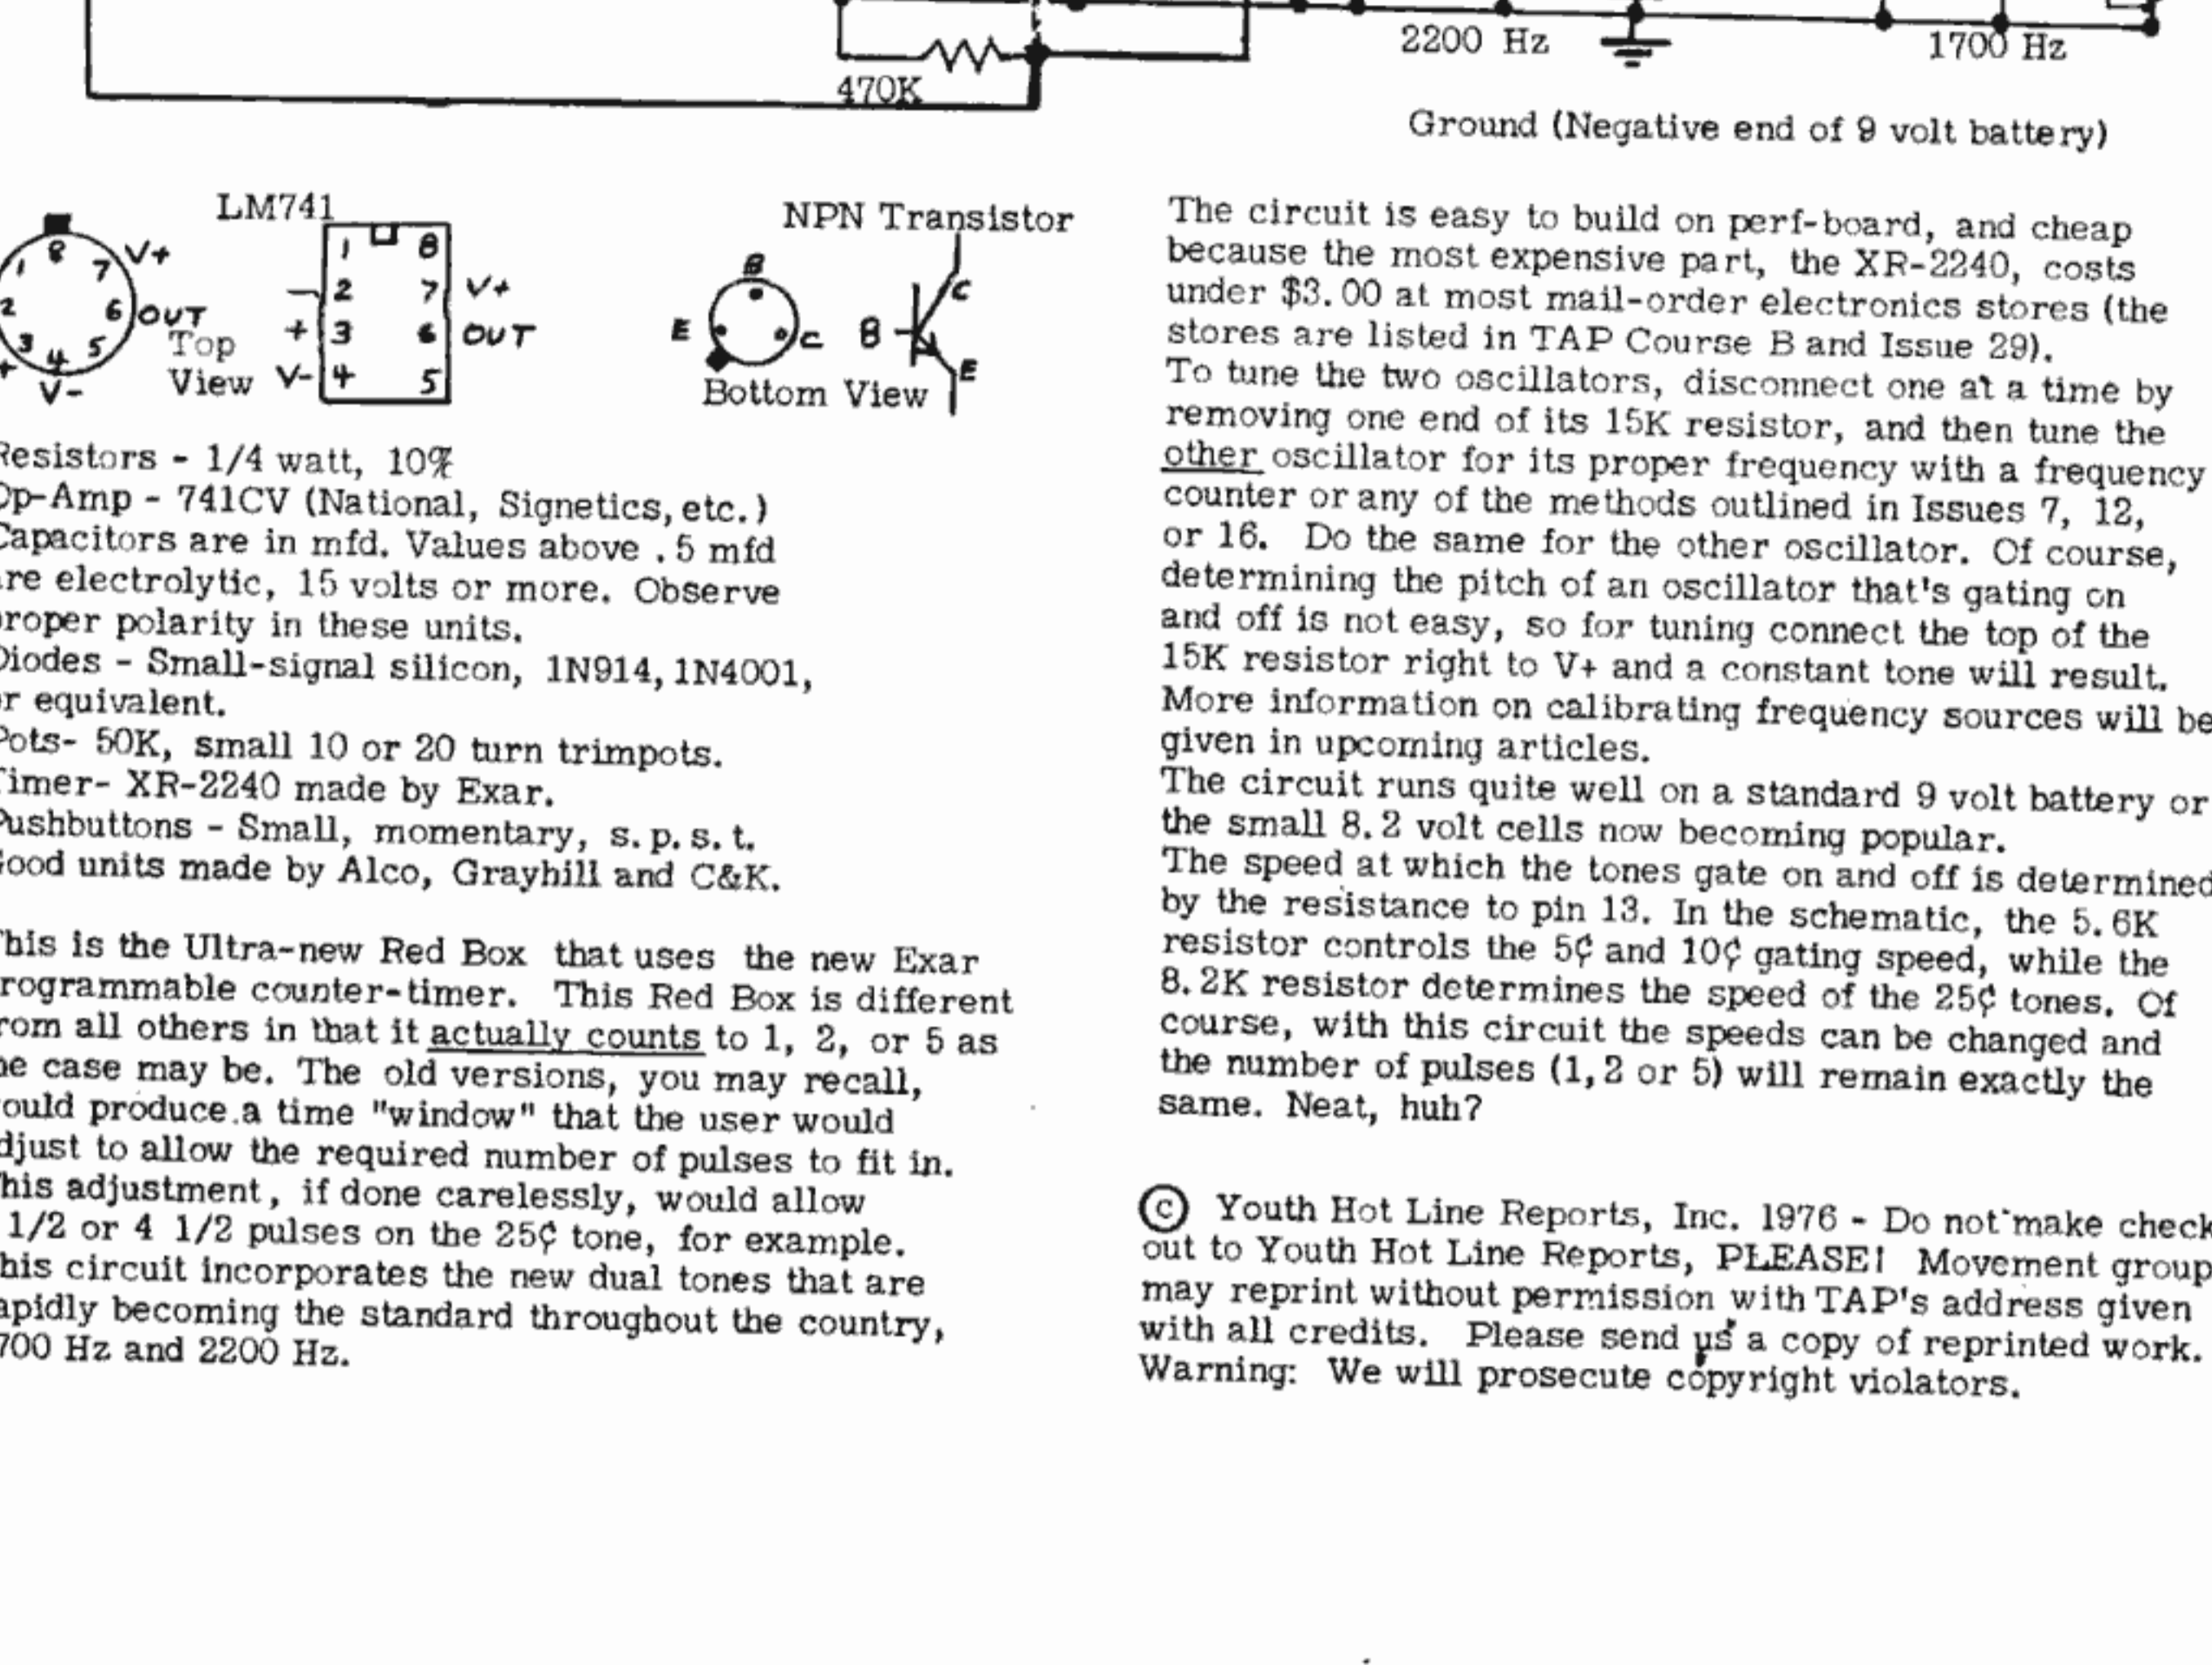 2200 Hz
1700 Hz
470K
Ground (Negative end of 9 volt battery)
LM741
8
1
7
V+
2
6
OUT
3
5
4
+
V-
Top
View
1
8
-
2
7
V+
+
3
6
OUT
V-
4
5
NPN Transistor
B
E
C
B
C
E
Bottom View
Resistors - 1/4 watt, 10%
Op-Amp - 741CV (National, Signetics, etc.)
Capacitors are in mfd. Values above .5 mfd
are electrolytic, 15 volts or more. Observe
proper polarity in these units.
Diodes - Small-signal silicon, 1N914, 1N4001,
or equivalent.
Pots- 50K, small 10 or 20 turn trimpots.
Timer- XR-2240 made by Exar.
Pushbuttons - Small, momentary, s.p.s.t.
Good units made by Alco, Grayhill and C&K.
This is the Ultra-new Red Box that uses the new Exar
programmable counter-timer. This Red Box is different
from all others in that it actually counts to 1, 2, or 5 as
he case may be. The old versions, you may recall,
would produce a time "window" that the user would
adjust to allow the required number of pulses to fit in.
This adjustment, if done carelessly, would allow
1/2 or 4 1/2 pulses on the 25¢ tone, for example.
This circuit incorporates the new dual tones that are
rapidly becoming the standard throughout the country,
700 Hz and 2200 Hz.
The circuit is easy to build on perf-board, and cheap
because the most expensive part, the XR-2240, costs
under $3.00 at most mail-order electronics stores (the
stores are listed in TAP Course B and Issue 29).
To tune the two oscillators, disconnect one at a time by
removing one end of its 15K resistor, and then tune the
other oscillator for its proper frequency with a frequency
counter or any of the methods outlined in Issues 7, 12,
or 16. Do the same for the other oscillator. Of course,
determining the pitch of an oscillator that's gating on
and off is not easy, so for tuning connect the top of the
15K resistor right to V+ and a constant tone will result.
More information on calibrating frequency sources will be
given in upcoming articles.
The circuit runs quite well on a standard 9 volt battery or
the small 8.2 volt cells now becoming popular.
The speed at which the tones gate on and off is determined
by the resistance to pin 13. In the schematic, the 5.6K
resistor controls the 5¢ and 10¢ gating speed, while the
8.2K resistor determines the speed of the 25¢ tones. Of
course, with this circuit the speeds can be changed and
the number of pulses (1, 2 or 5) will remain exactly the
same. Neat, huh?
© Youth Hot Line Reports, Inc. 1976 - Do not make check
out to Youth Hot Line Reports, PLEASE! Movement group
may reprint without permission with TAP's address given
with all credits. Please send us a copy of reprinted work.
Warning: We will prosecute copyright violators.